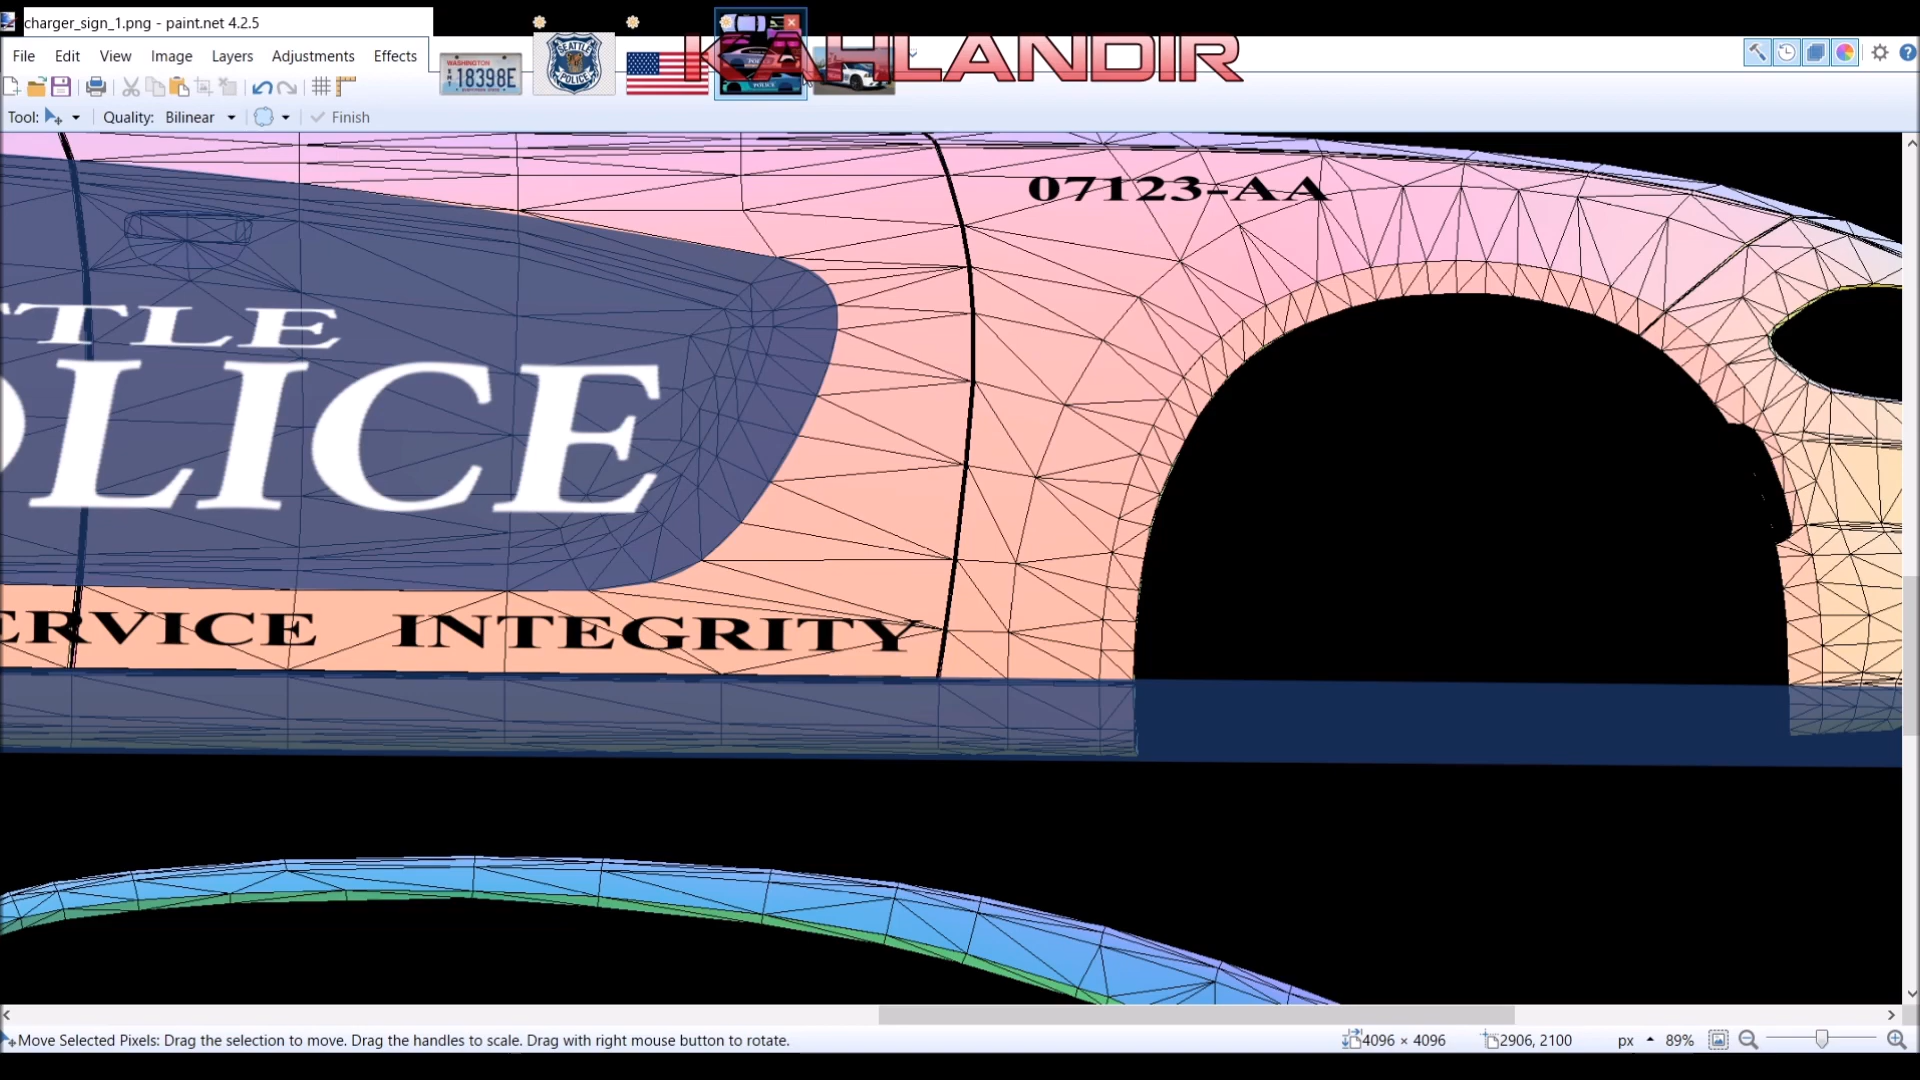 charger_sign_1.png - paint.net 4.2.5
File Edit View Image Layers Adjustments Effects
WASHINGTON
18398E
SEATTLE
POLICE
KAHLANDIR
Tool: Quality: Bilinear Finish
07123-AA
TTLE
OLICE
ERVICE INTEGRITY
Move Selected Pixels: Drag the selection to move. Drag the handles to scale. Drag with right mouse button to rotate.
4096 × 4096 2906, 2100 px 89%